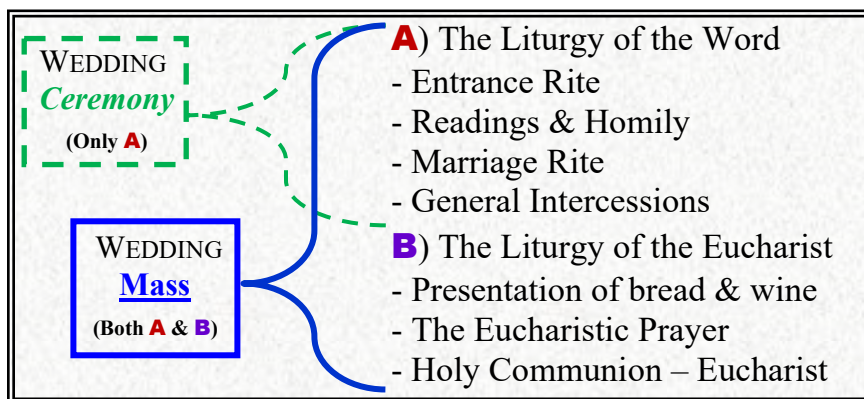 WEDDING
Ceremony
(Only A)
WEDDING
Mass
(Both A & B)
A) The Liturgy of the Word
- Entrance Rite
- Readings & Homily
- Marriage Rite
- General Intercessions
B) The Liturgy of the Eucharist
- Presentation of bread & wine
- The Eucharistic Prayer
- Holy Communion – Eucharist